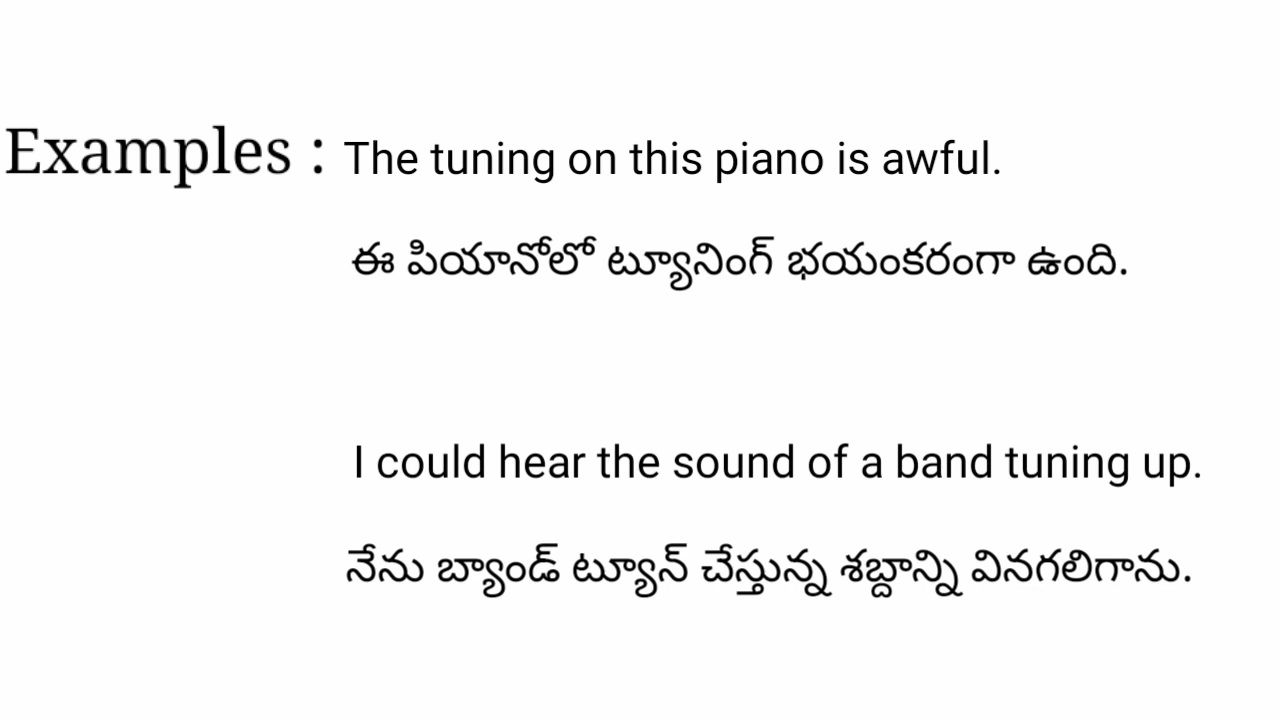 Examples : The tuning on this piano is awful.
ఈ పియానోలో ట్యూనింగ్ భయంకరంగా ఉంది.
I could hear the sound of a band tuning up.
నేను బ్యాండ్ ట్యూన్ చేస్తున్న శబ్దాన్ని వినగలిగాను.